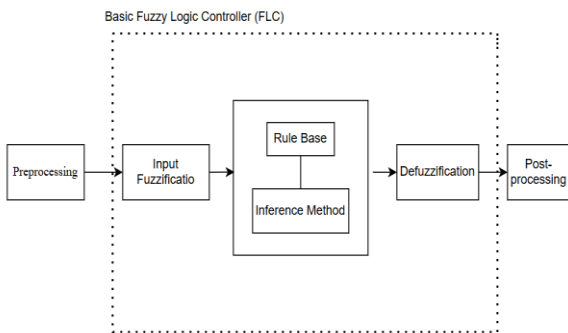 Basic Fuzzy Logic Controller (FLC)
Preprocessing
Input
Fuzzificatio
Rule Base
Inference Method
Defuzzification
Post-
processing